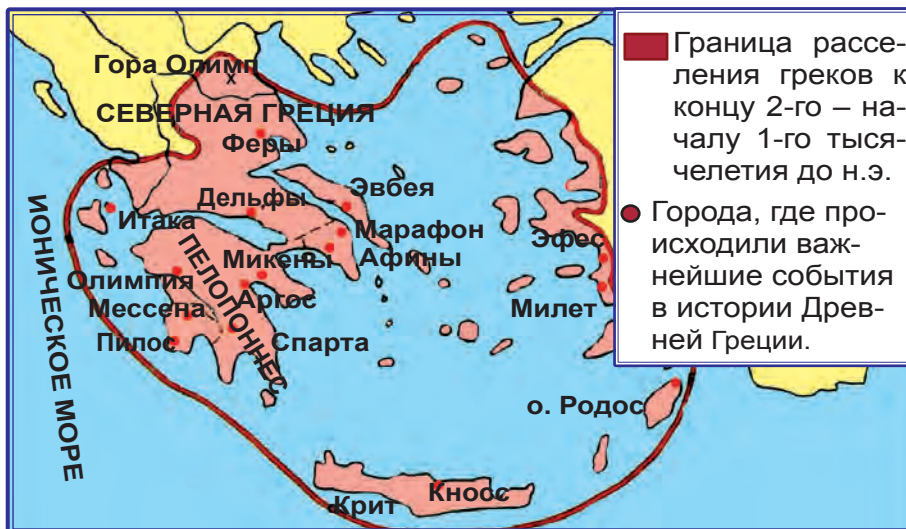 Гора Олимп
х
СЕВЕРНАЯ ГРЕЦИЯ
Феры
Дельфы
Эвбея
Итака
Марафон
Микены
Афины
Эфес
Олимпия
Аргос
Мессена
Милет
Пилос
Спарта
ПЕЛОПОННЕС
ИОНИЧЕСКОЕ МОРЕ
о. Родос
Кносс
Крит
Граница рассе-
ления греков к
концу 2-го – на-
чалу 1-го тыся-
челетия до н.э.
Города, где про-
исходили важ-
нейшие события
в истории Древ-
ней Греции.